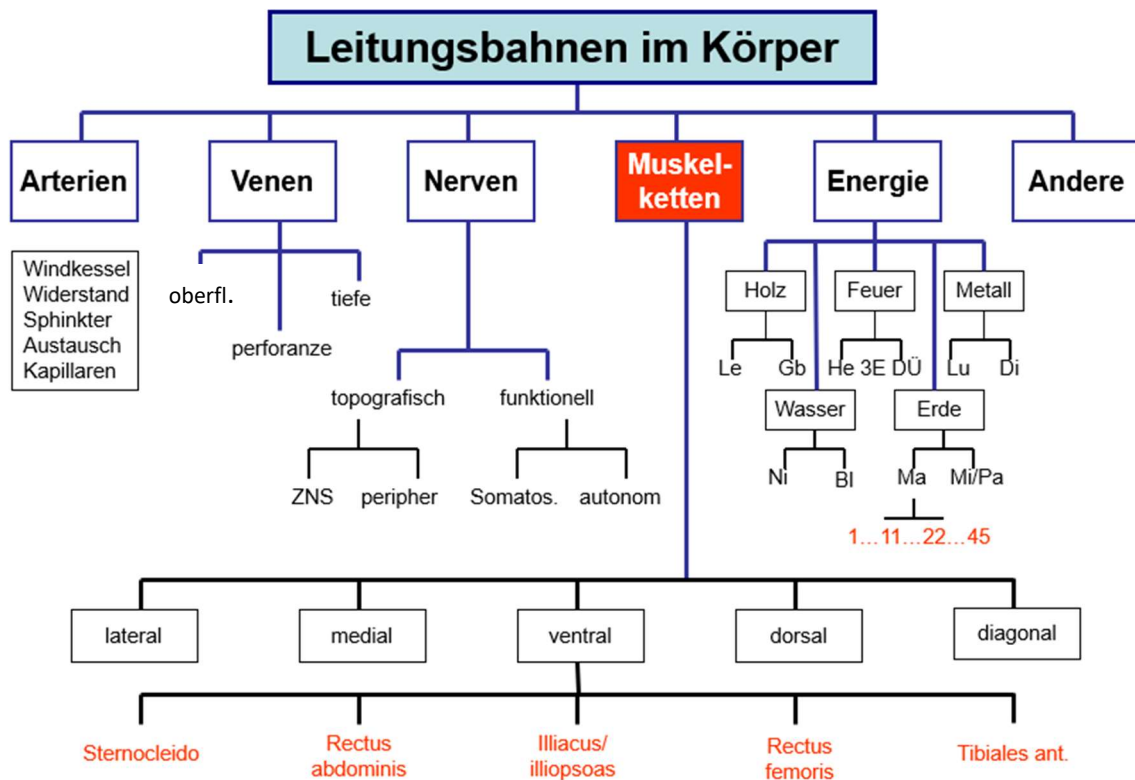 Leitungsbahnen im Körper
Arterien
Venen
Nerven
Muskel-
ketten
Energie
Andere
Windkessel
Widerstand
Sphinkter
Austausch
Kapillaren
oberfl.
tiefe
perforanze
topografisch
funktionell
ZNS
peripher
Somatos.
autonom
Holz
Feuer
Metall
Le
Gb
He 3E DÜ
Lu
Di
Wasser
Erde
Ni
Bl
Ma
Mi/Pa
1...11...22...45
lateral
medial
ventral
dorsal
diagonal
Sternocleido
Rectus
abdominis
Illiacus/
illiopsoas
Rectus
femoris
Tibiales ant.